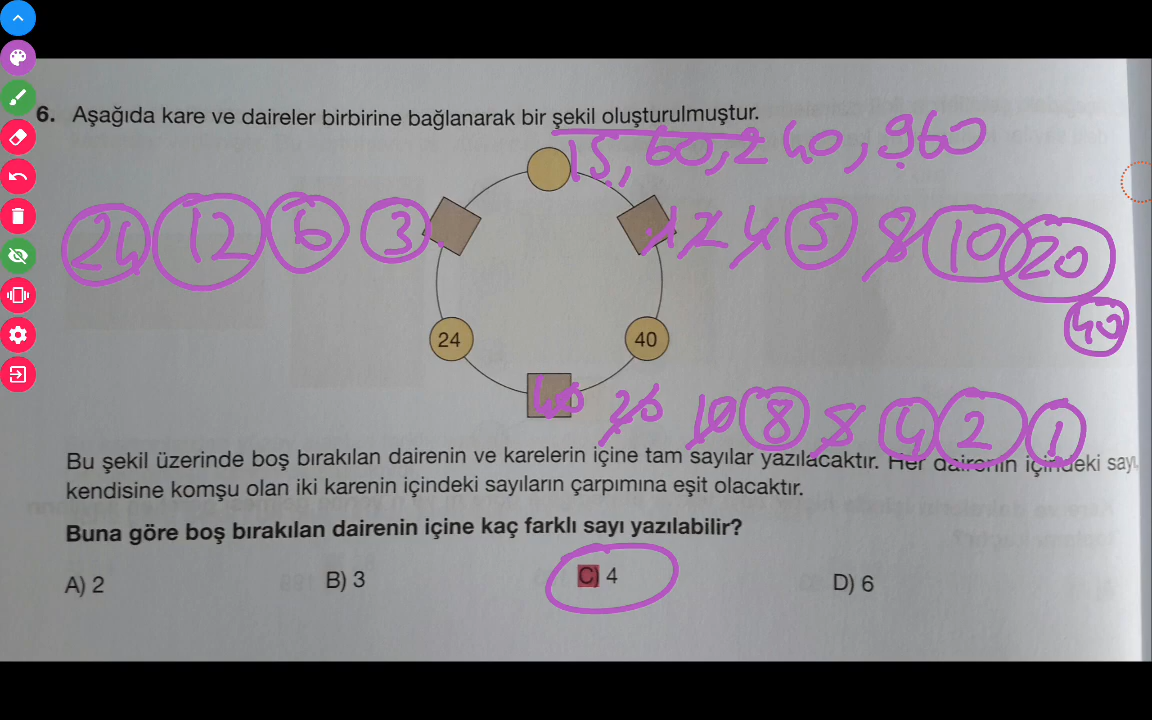 6. Aşağıda kare ve daireler birbirine bağlanarak bir şekil oluşturulmuştur.
15, 60, 240, 960
24 12 6 3
1 2 4 5 8 10 20
40
24
40
40 20 10 8 5 4 2 1
Bu şekil üzerinde boş bırakılan dairenin ve karelerin içine tam sayılar yazılacaktır. Her dairenin içindeki sayı,
kendisine komşu olan iki karenin içindeki sayıların çarpımına eşit olacaktır.
Buna göre boş bırakılan dairenin içine kaç farklı sayı yazılabilir?
A) 2 B) 3 C) 4 D) 6